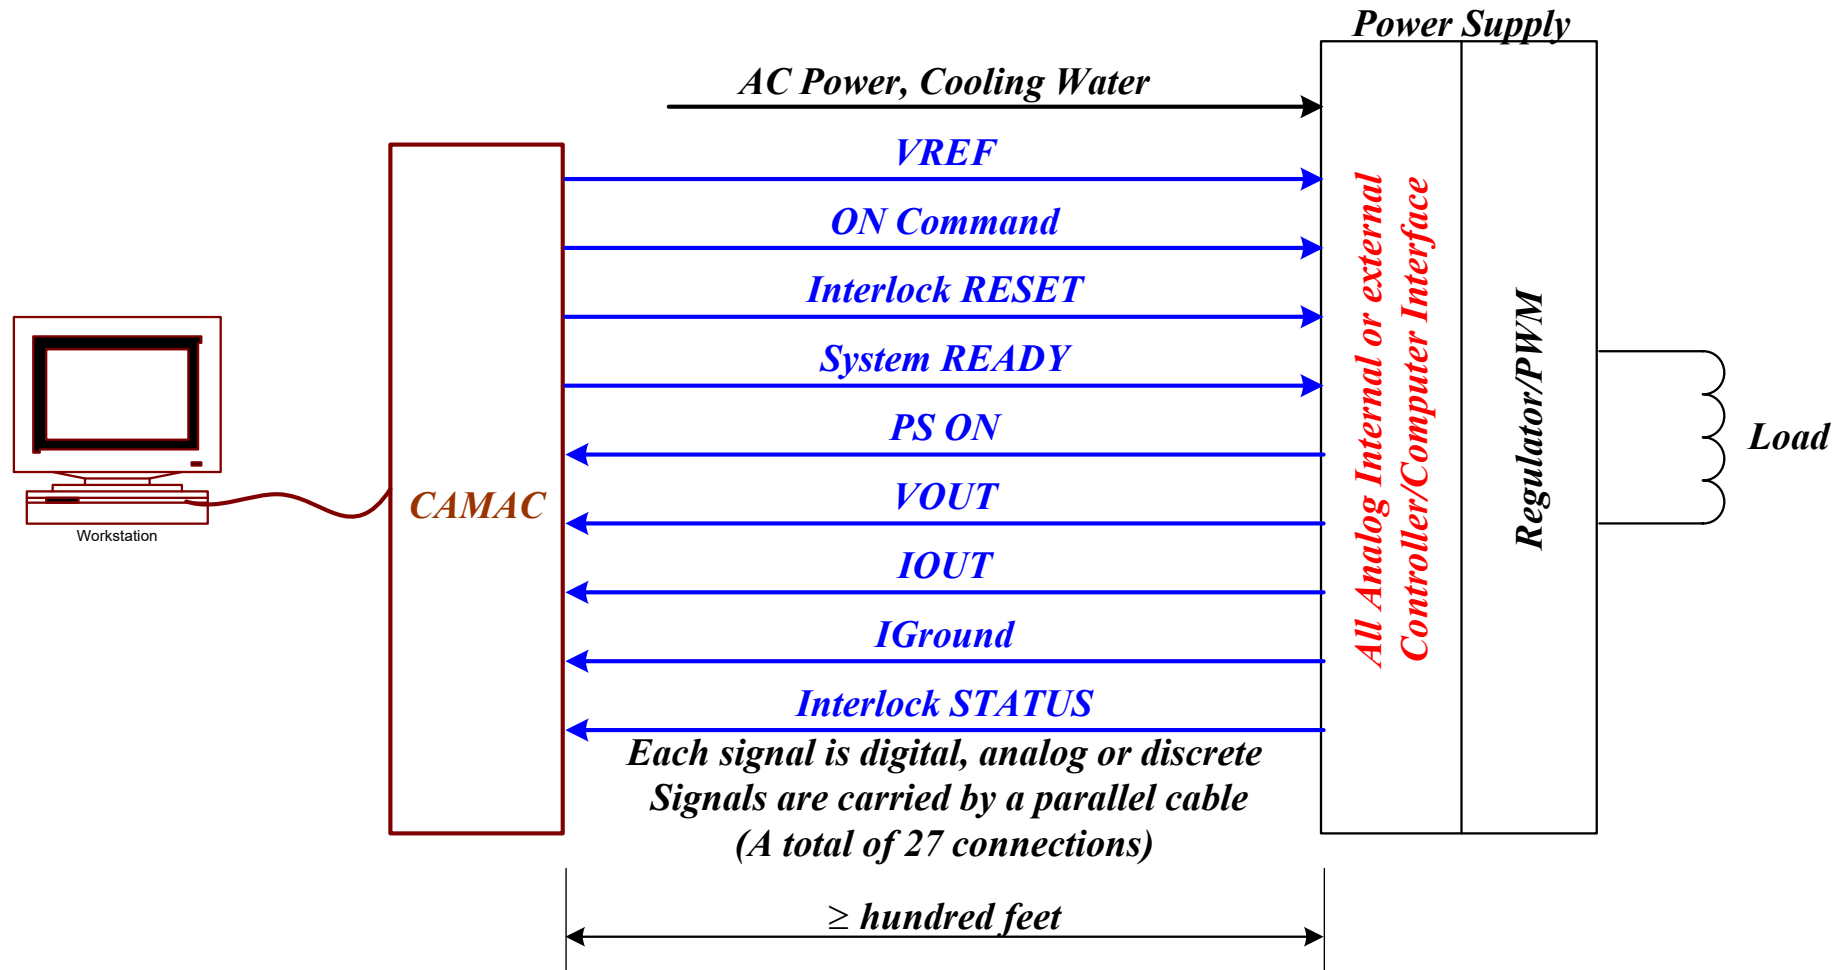 Power Supply
AC Power, Cooling Water
VREF
ON Command
Interlock RESET
System READY
PS ON
VOUT
IOUT
IGround
Interlock STATUS
Each signal is digital, analog or discrete
Signals are carried by a parallel cable
(A total of 27 connections)
≥ hundred feet
Workstation
CAMAC
All Analog Internal or external
Controller/Computer Interface
Regulator/PWM
Load